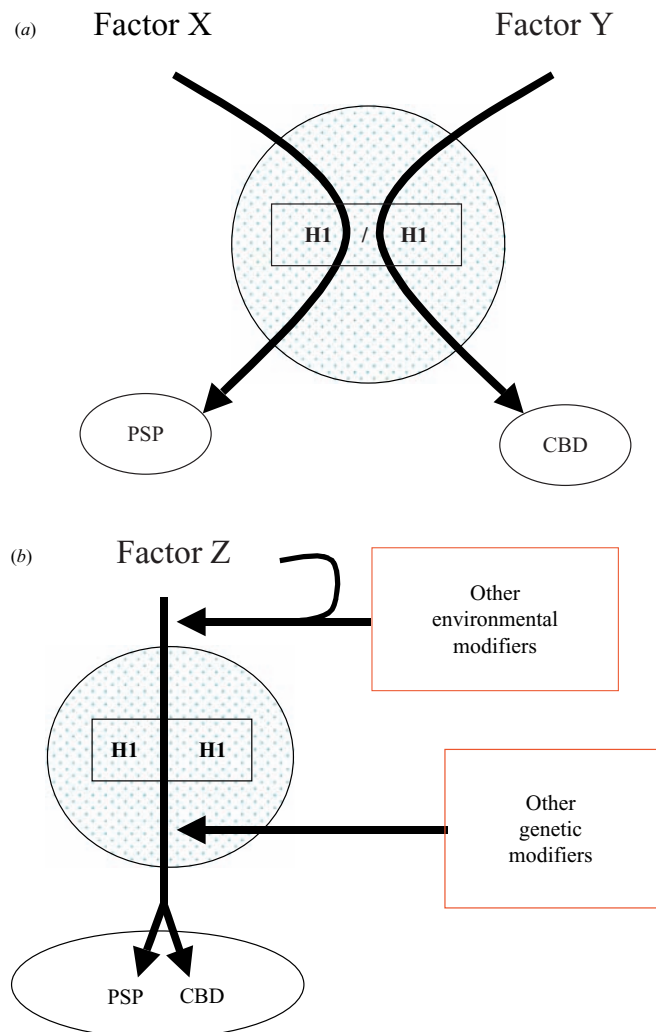 (a) Factor X Factor Y
H1 / H1
PSP
CBD
(b) Factor Z
Other
environmental
modifiers
H1 H1
Other
genetic
modifiers
PSP CBD